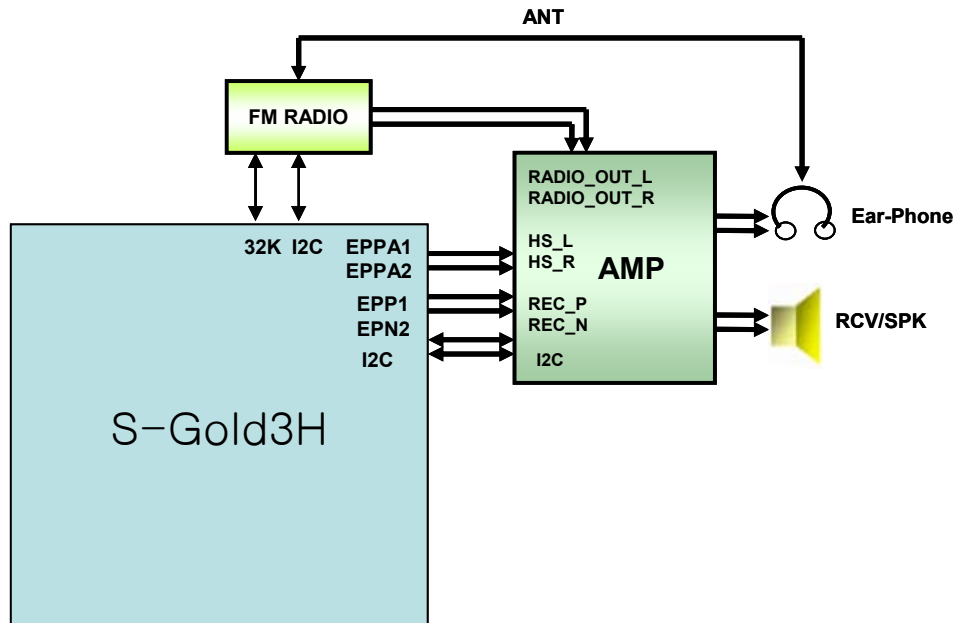 ANT
FM RADIO
RADIO_OUT_L
RADIO_OUT_R
Ear-Phone
32K I2C EPPA1
EPPA2
HS_L
HS_R
AMP
EPP1
EPN2
I2C
REC_P
REC_N
I2C
RCV/SPK
S-Gold3H